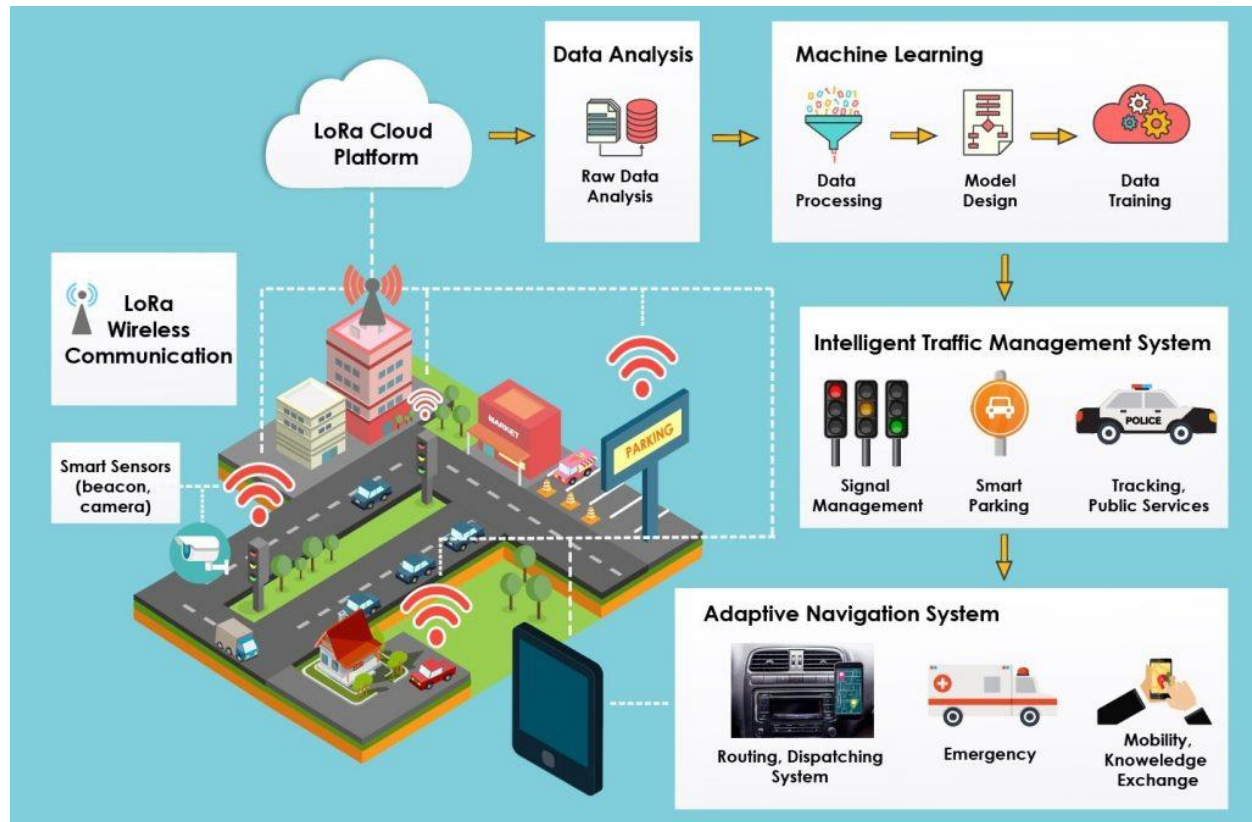 LoRa Cloud
Platform
Data Analysis
Raw Data
Analysis
Machine Learning
Data
Processing
Model
Design
Data
Training
LoRa
Wireless
Communication
Smart Sensors
(beacon,
camera)
MARKET
PARKING
Intelligent Traffic Management System
Signal
Management
Smart
Parking
POLICE
Tracking,
Public Services
Adaptive Navigation System
Routing, Dispatching
System
Emergency
Mobility,
Knoweledge
Exchange